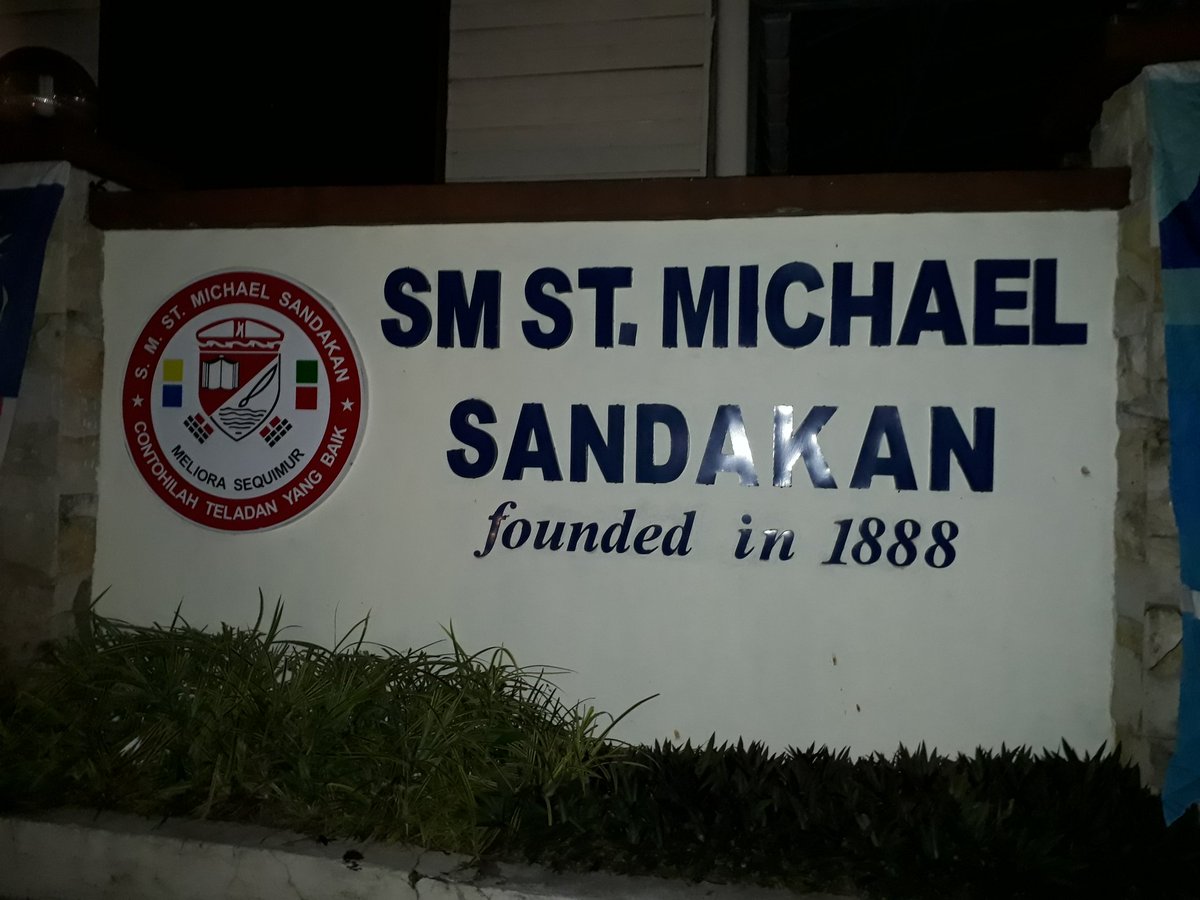 S. M. ST. MICHAEL SANDAKAN
MELIORA SEQUIMUR
CONTOHILAH TELADAN YANG BAIK
SM ST. MICHAEL
SANDAKAN
founded in 1888